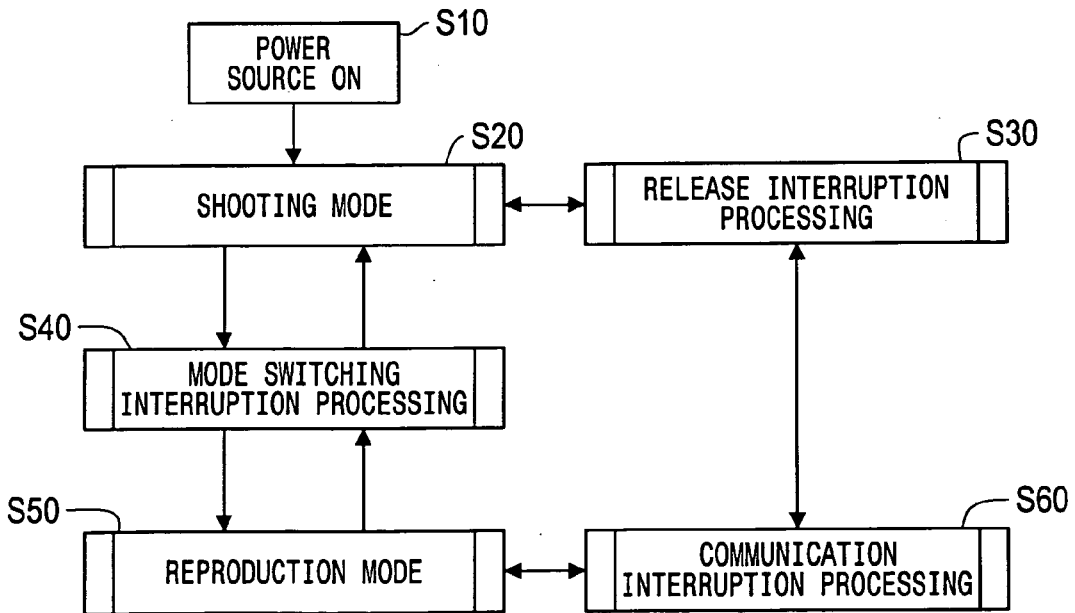 POWER
SOURCE ON
S10
S20
SHOOTING MODE
S30
RELEASE INTERRUPTION
PROCESSING
S40
MODE SWITCHING
INTERRUPTION PROCESSING
S50
REPRODUCTION MODE
S60
COMMUNICATION
INTERRUPTION PROCESSING